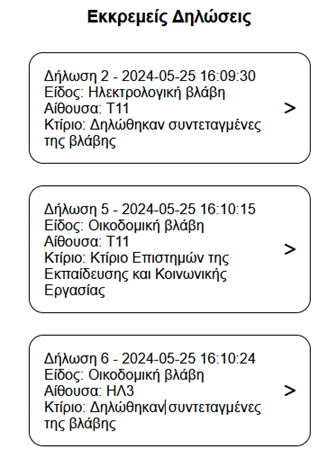 Εκκρεμείς Δηλώσεις
Δήλωση 2 - 2024-05-25 16:09:30
Είδος: Ηλεκτρολογική βλάβη
Αίθουσα: Τ11
Κτίριο: Δηλώθηκαν συντεταγμένες
της βλάβης
>
Δήλωση 5 - 2024-05-25 16:10:15
Είδος: Οικοδομική βλάβη
Αίθουσα: Τ11
Κτίριο: Κτίριο Επιστημών της
Εκπαίδευσης και Κοινωνικής
Εργασίας
>
Δήλωση 6 - 2024-05-25 16:10:24
Είδος: Οικοδομική βλάβη
Αίθουσα: ΗΛ3
Κτίριο: Δηλώθηκαν συντεταγμένες
της βλάβης
>